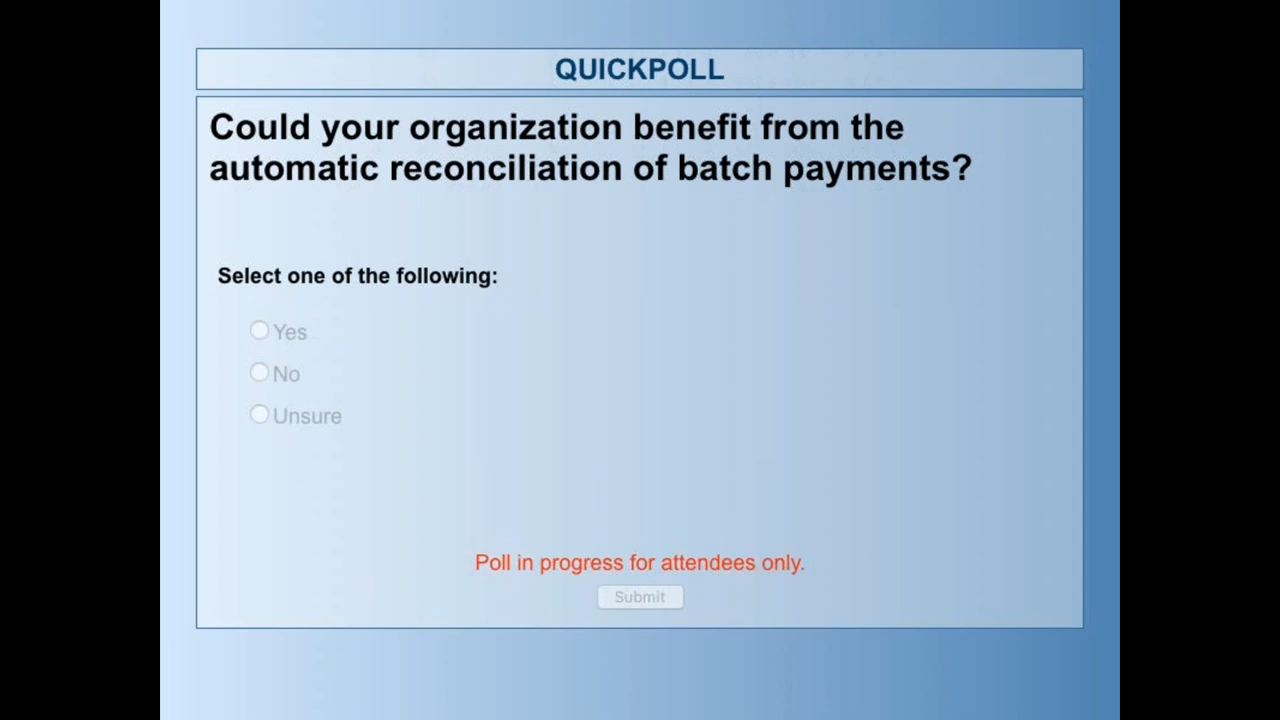 QUICKPOLL
Could your organization benefit from the
automatic reconciliation of batch payments?
Select one of the following:
Yes
No
Unsure
Poll in progress for attendees only.
Submit